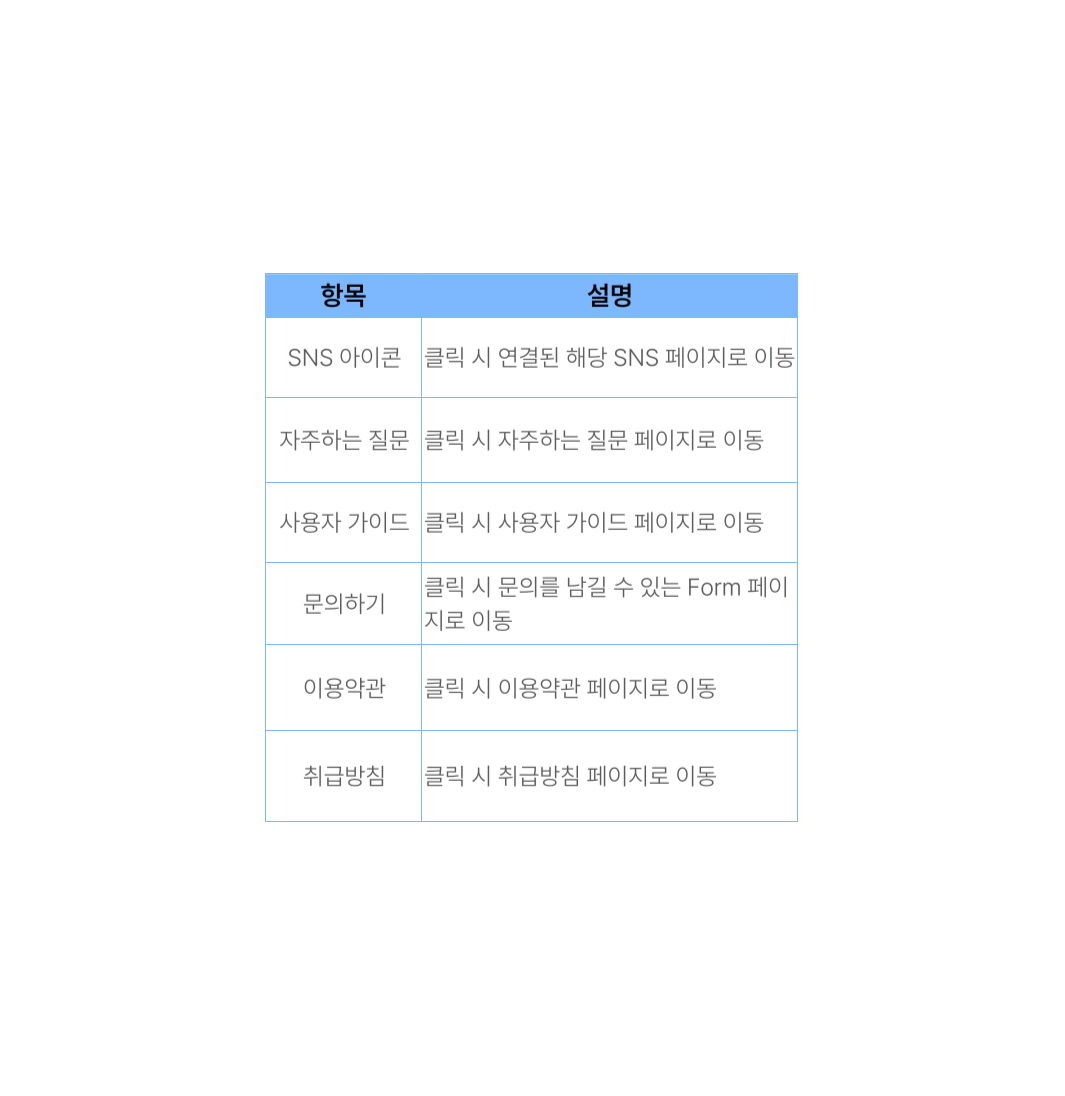 항목 설명
SNS 아이콘 클릭 시 연결된 해당 SNS 페이지로 이동
자주하는 질문 클릭 시 자주하는 질문 페이지로 이동
사용자 가이드 클릭 시 사용자 가이드 페이지로 이동
문의하기 클릭 시 문의를 남길 수 있는 Form 페이
지로 이동
이용약관 클릭 시 이용약관 페이지로 이동
취급방침 클릭 시 취급방침 페이지로 이동